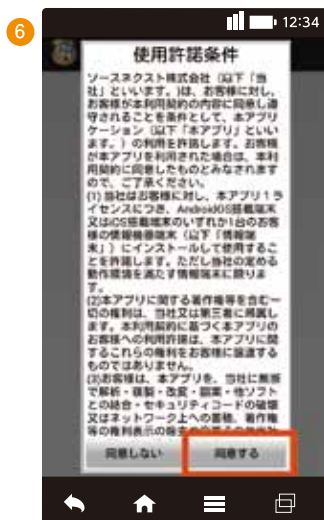 6
12:34
使用許諾条件
ソースネクスト株式会社（以下「当
社」といいます。)は、お客様に対し、
お客様が本利用契約の内容に同意し遵
守されることを条件として、本アプリ
ケーション（以下「本アプリ」といい
ます。）の利用を許諾します。お客様
が本アプリを利用された場合は、本利
用契約に同意したものとみなされます
ので、ご了承ください。
(1)当社はお客様に対し、本アプリ１ラ
イセンスにつき、AndroidOS搭載端末
又はiOS搭載端末のいずれか1台のお客
様の情報機器端末（以下「情報端
末」）にインストールして使用するこ
とを許諾します。ただし当社の定める
動作環境を満たす情報端末に限りま
す。
(2)本アプリに関する著作権等を含む一
切の権利は、当社又は第三者に帰属し
ます。本利用契約に基づく本アプリの
お客様への利用許諾は、本アプリに関
するこれらの権利をお客様に譲渡する
ものではありません。
(3)お客様は、本アプリを、当社に無断
で解析・複製・改変・翻案・他ソフト
との結合・セキュリティコードの破壊
又はネットワーク上への蓄積、著作権
等の権利表示の除去
同意しない
同意する